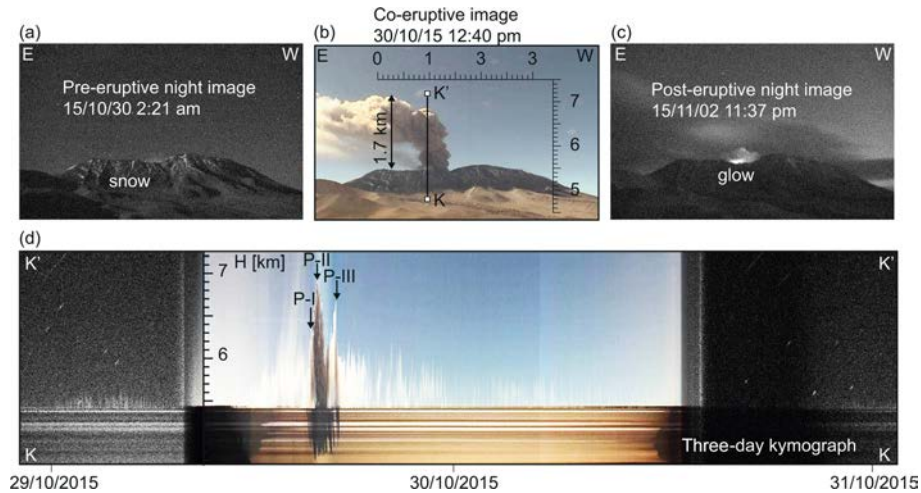 (a)
E
W
Pre-eruptive night image
15/10/30 2:21 am
snow
Co-eruptive image
30/10/15 12:40 pm
(b)
E
W
0 1 2 3 3
K'
1.7 km
K
7
6
5
(c)
E
W
Post-eruptive night image
15/11/02 11:37 pm
glow
(d)
K'
7
H [km]
P-II
P-III
P-I
6
K'
K
Three-day kymograph
K
29/10/2015
30/10/2015
31/10/2015